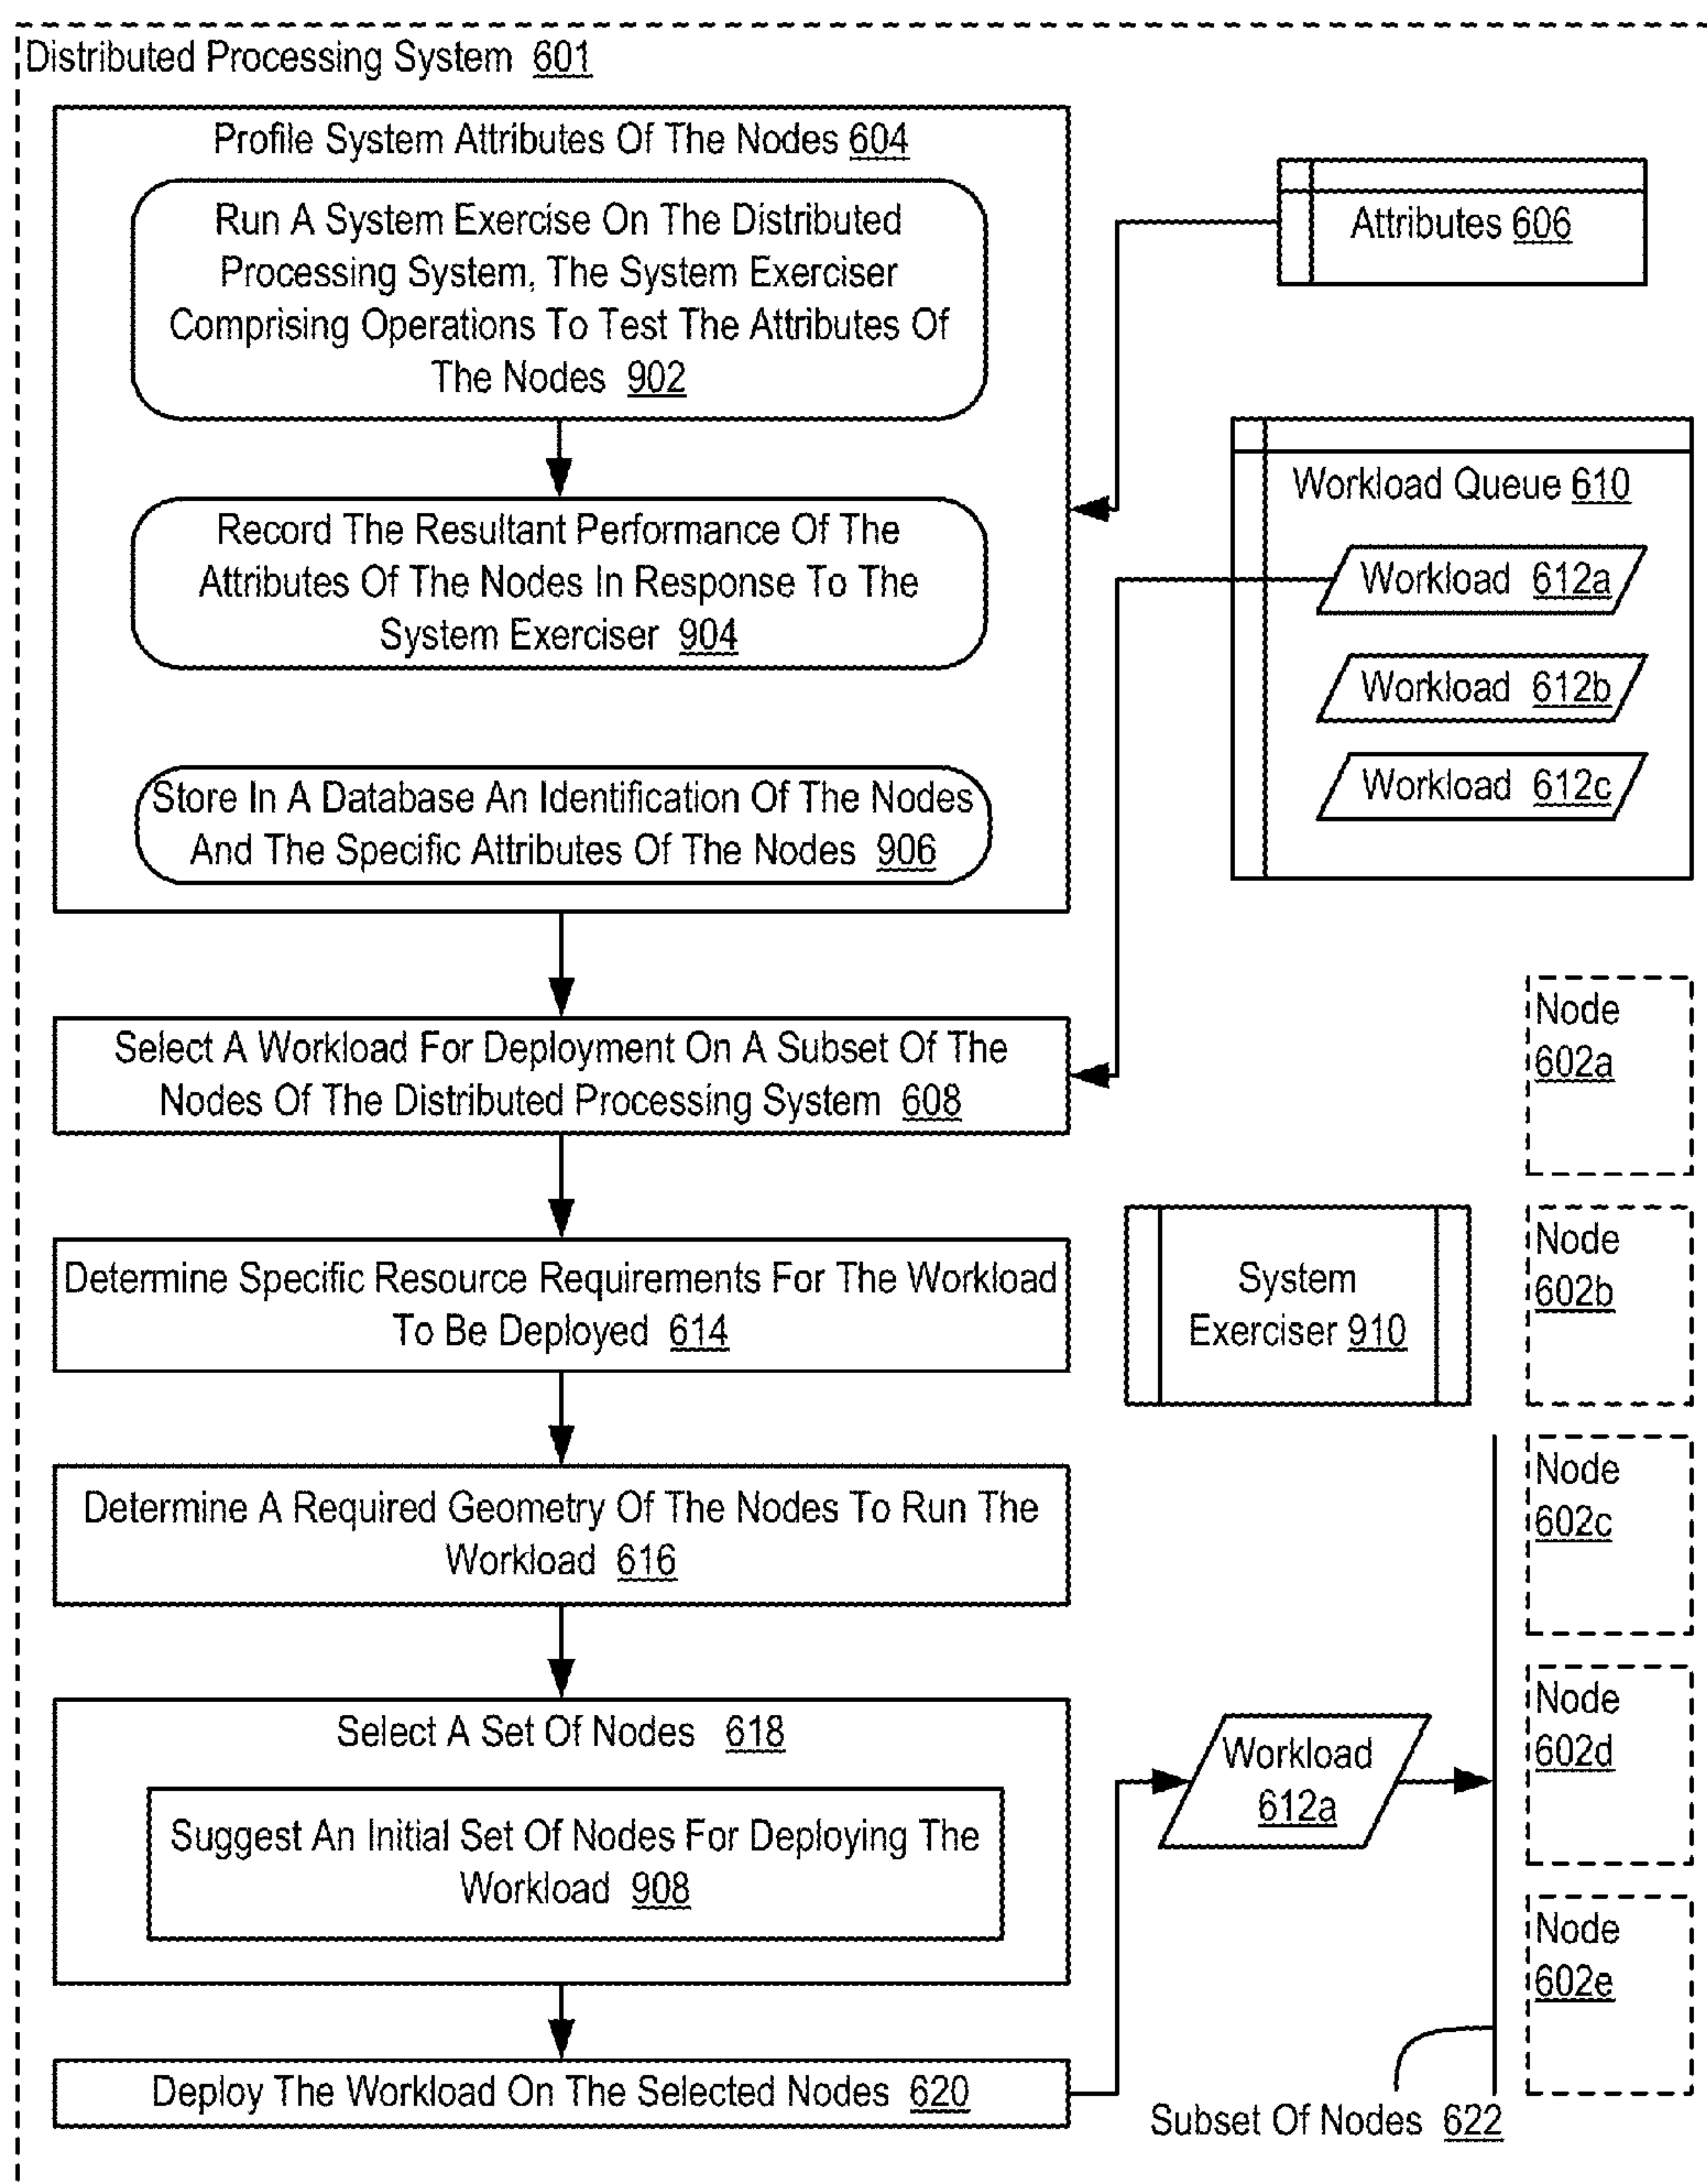 Distributed Processing System 601
Profile System Attributes Of The Nodes 604
Run A System Exercise On The Distributed
Processing System, The System Exerciser
Comprising Operations To Test The Attributes Of
The Nodes 902
Record The Resultant Performance Of The
Attributes Of The Nodes In Response To The
System Exerciser 904
Store In A Database An Identification Of The Nodes
And The Specific Attributes Of The Nodes 906
Attributes 606
Workload Queue 610
Workload 612a
Workload 612b
Workload 612c
Select A Workload For Deployment On A Subset Of The
Nodes Of The Distributed Processing System 608
Determine Specific Resource Requirements For The Workload
To Be Deployed 614
Determine A Required Geometry Of The Nodes To Run The
Workload 616
Select A Set Of Nodes 618
Suggest An Initial Set Of Nodes For Deploying The
Workload 908
Deploy The Workload On The Selected Nodes 620
System
Exerciser 910
Workload
612a
Node
602a
Node
602b
Node
602c
Node
602d
Node
602e
Subset Of Nodes 622